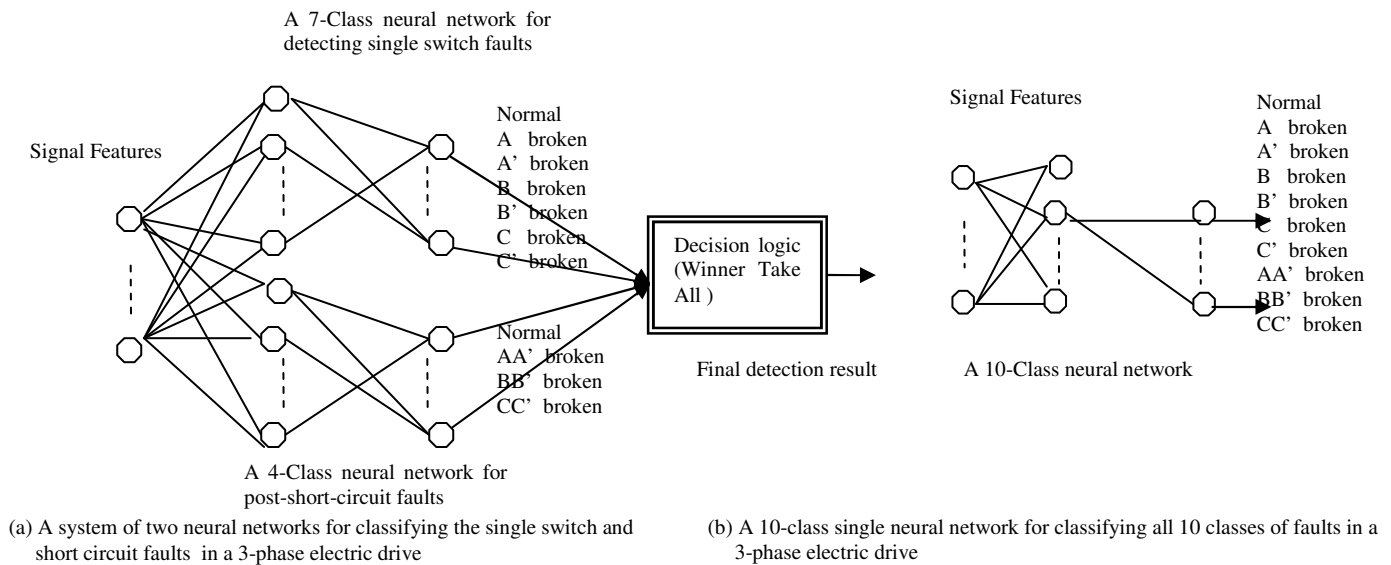 A 7-Class neural network for
detecting single switch faults
Signal Features
Normal
A broken
A' broken
B broken
B' broken
C broken
C' broken
Normal
AA' broken
BB' broken
CC' broken
Decision logic
(Winner Take
All )
Final detection result
A 4-Class neural network for
post-short-circuit faults
(a) A system of two neural networks for classifying the single switch and
short circuit faults in a 3-phase electric drive
Signal Features
Normal
A broken
A' broken
B broken
B' broken
C broken
C' broken
AA' broken
BB' broken
CC' broken
A 10-Class neural network
(b) A 10-class single neural network for classifying all 10 classes of faults in a
3-phase electric drive